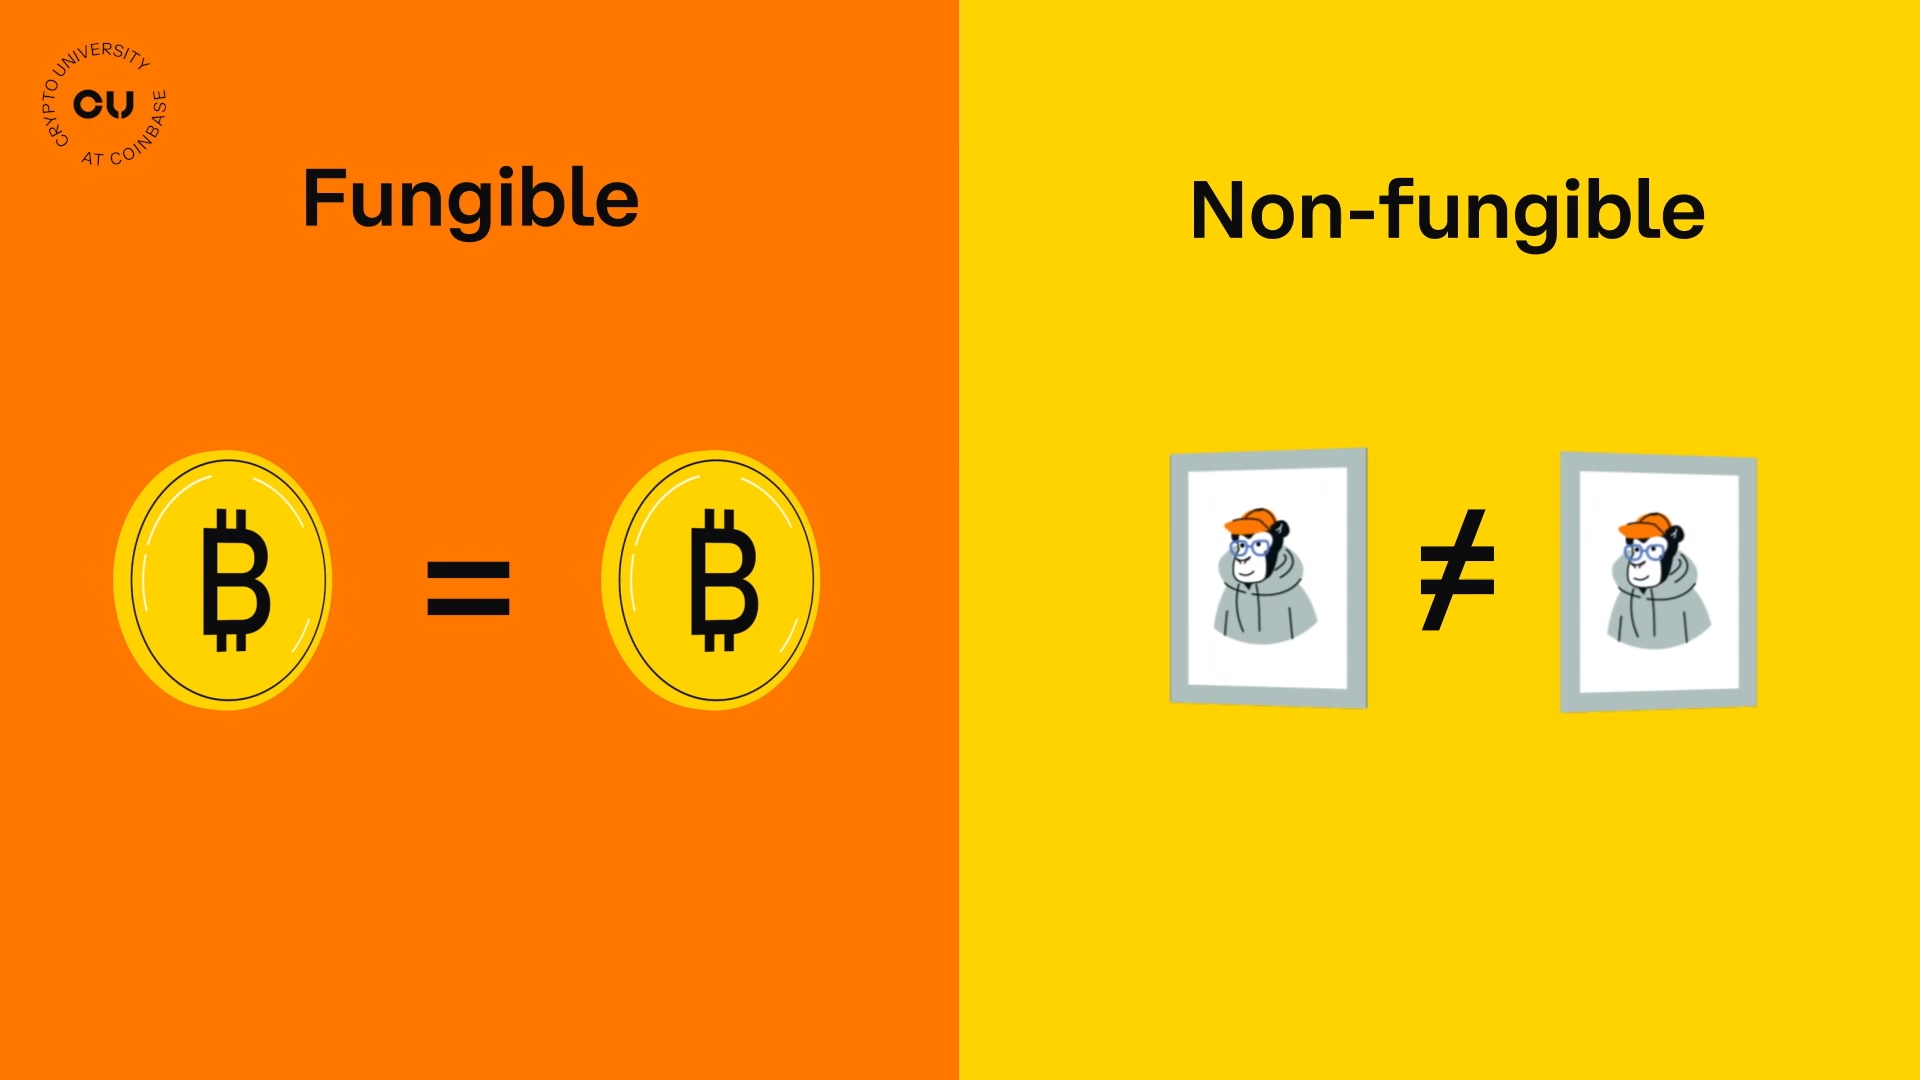 CRYPTO UNIVERSITY
CU
AT COINBASE
Fungible
Non-fungible
=
≠